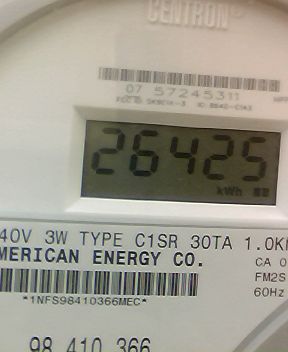 CENTRON®
07 57245311
26425
kWh
40V 3W TYPE C1SR 30TA 1.0K
MERICAN ENERGY CO.
CA 0
FM2S
60Hz
*1NFS98410366MEC*
98 410 366